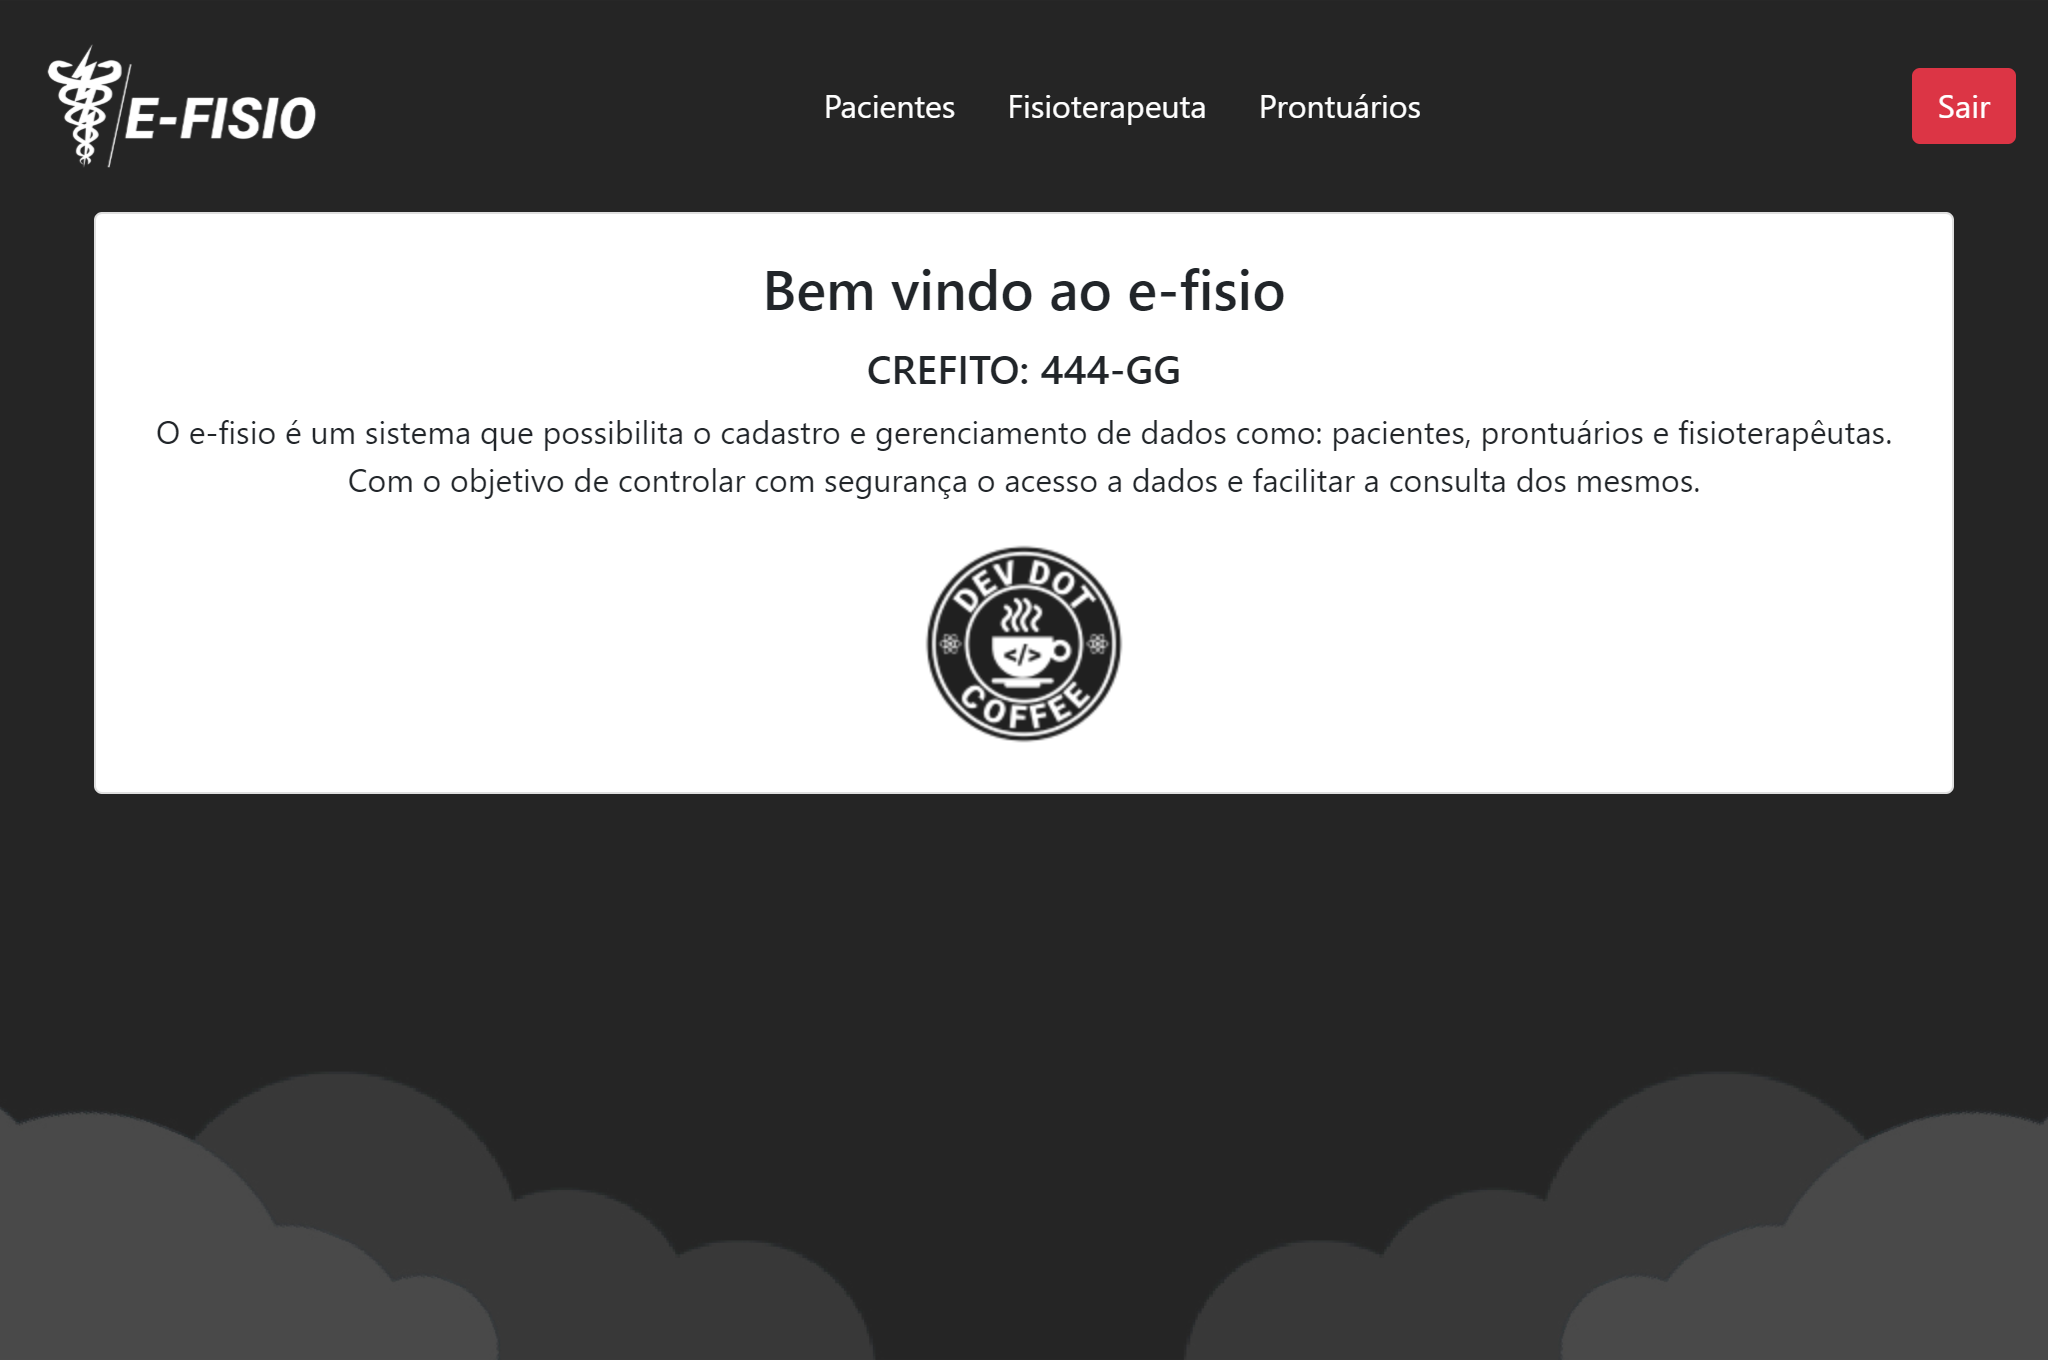 E-FISIO
Pacientes
Fisioterapeuta
Prontuários
Sair
Bem vindo ao e-fisio
CREFITO: 444-GG
O e-fisio é um sistema que possibilita o cadastro e gerenciamento de dados como: pacientes, prontuários e fisioterapêutas.
Com o objetivo de controlar com segurança o acesso a dados e facilitar a consulta dos mesmos.
DEV DOT
</>
COFFEE